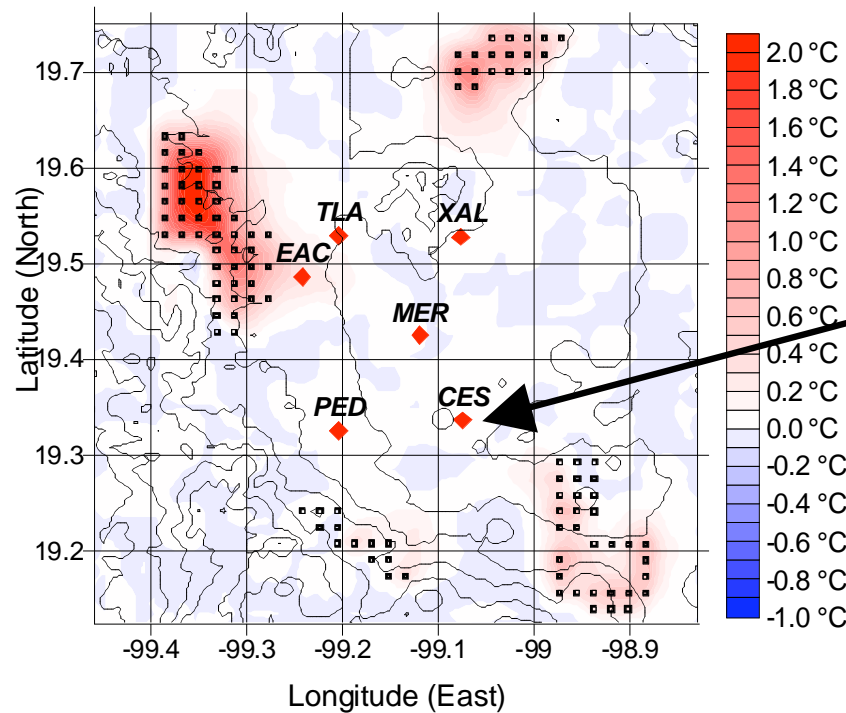 Latitude (North)
19.7
19.6
19.5
19.4
19.3
19.2
TLA
XAL
EAC
MER
PED
CES
-99.4
-99.3
-99.2
-99.1
-99
-98.9
Longitude (East)
2.0 °C
1.8 °C
1.6 °C
1.4 °C
1.2 °C
1.0 °C
0.8 °C
0.6 °C
0.4 °C
0.2 °C
0.0 °C
-0.2 °C
-0.4 °C
-0.6 °C
-0.8 °C
-1.0 °C